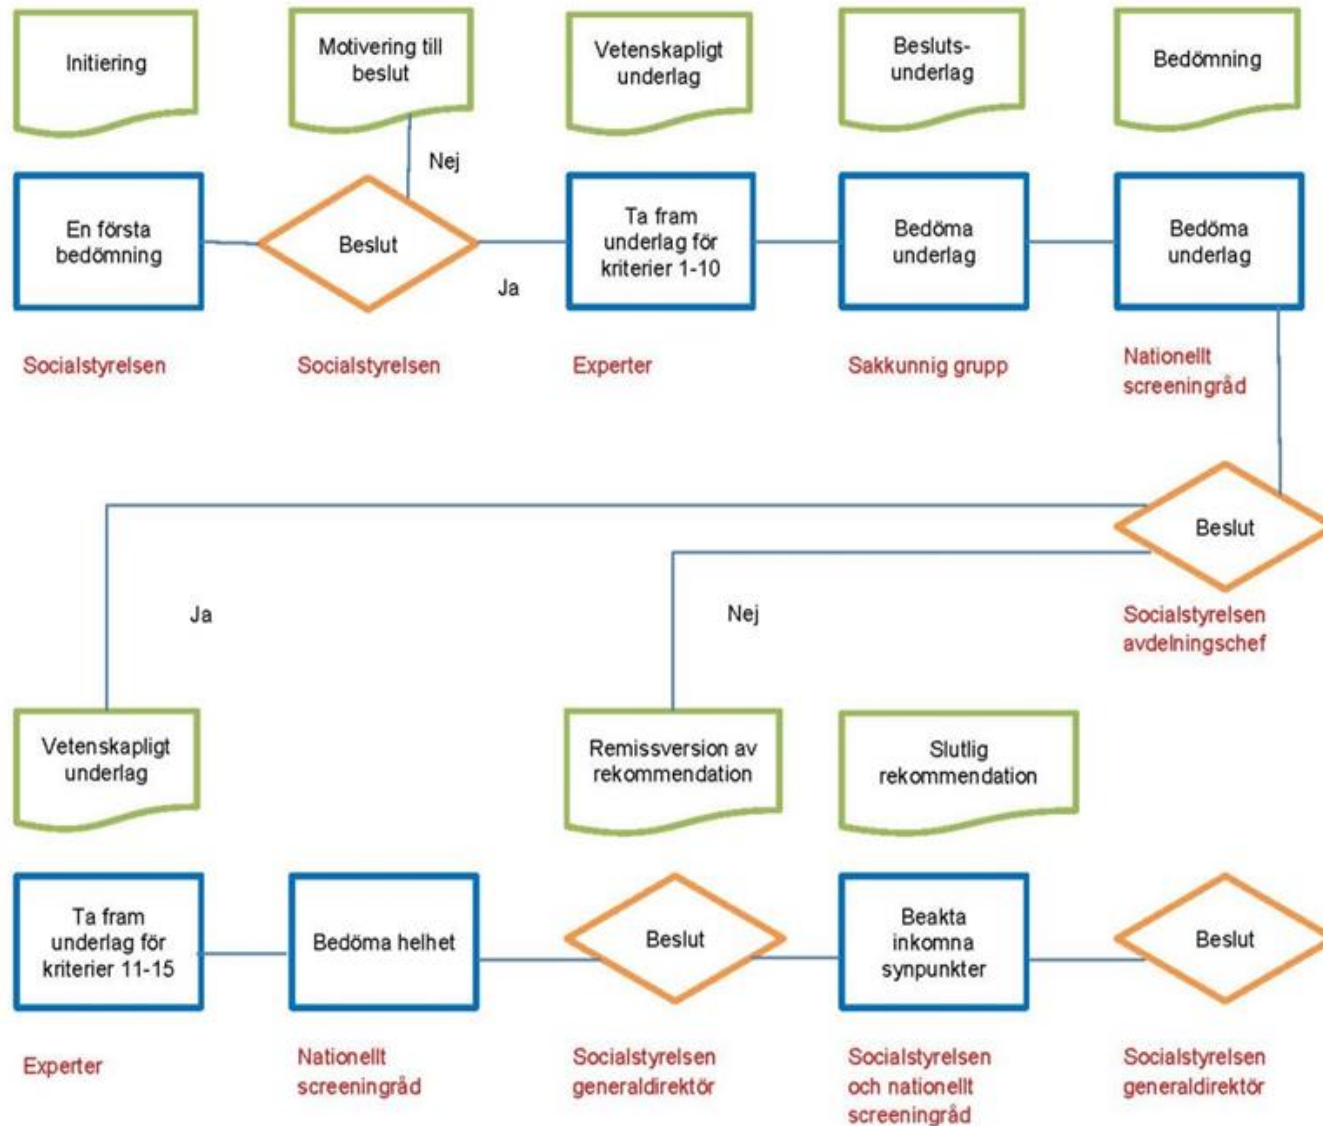 Initiering
Motivering till
beslut
Vetenskapligt
underlag
Besluts-
underlag
Bedömning
Nej
En första
bedömning
Beslut
Ja
Ta fram
underlag för
kriterier 1-10
Bedöma
underlag
Bedöma
underlag
Socialstyrelsen
Socialstyrelsen
Experter
Sakkunnig grupp
Nationellt
screeningråd
Beslut
Ja
Nej
Socialstyrelsen
avdelningschef
Vetenskapligt
underlag
Remissversion av
rekommendation
Slutlig
rekommendation
Ta fram
underlag för
kriterier 11-15
Bedöma helhet
Beslut
Beakta
inkomna
synpunkter
Beslut
Experter
Nationellt
screeningråd
Socialstyrelsen
generaldirektör
Socialstyrelsen
och nationellt
screeningråd
Socialstyrelsen
generaldirektör